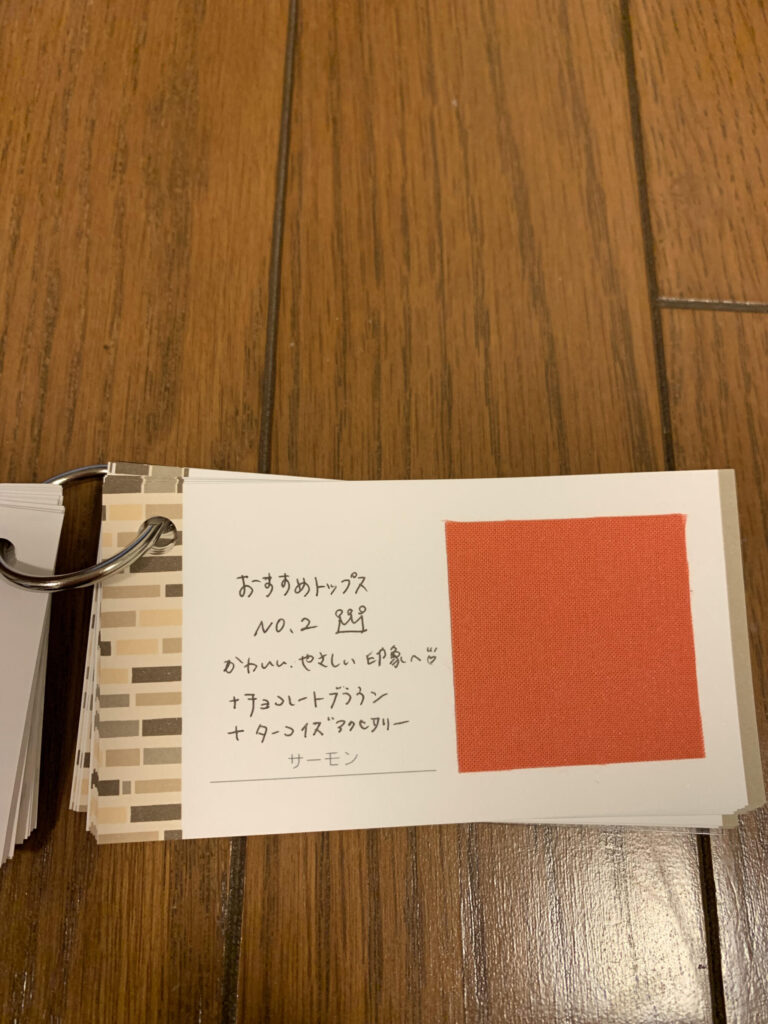 おすすめトップス
NO.2
かわいい、やさしい 印象へ
+チョコレートブラウン
+ターコイズアクセサリー
サーモン